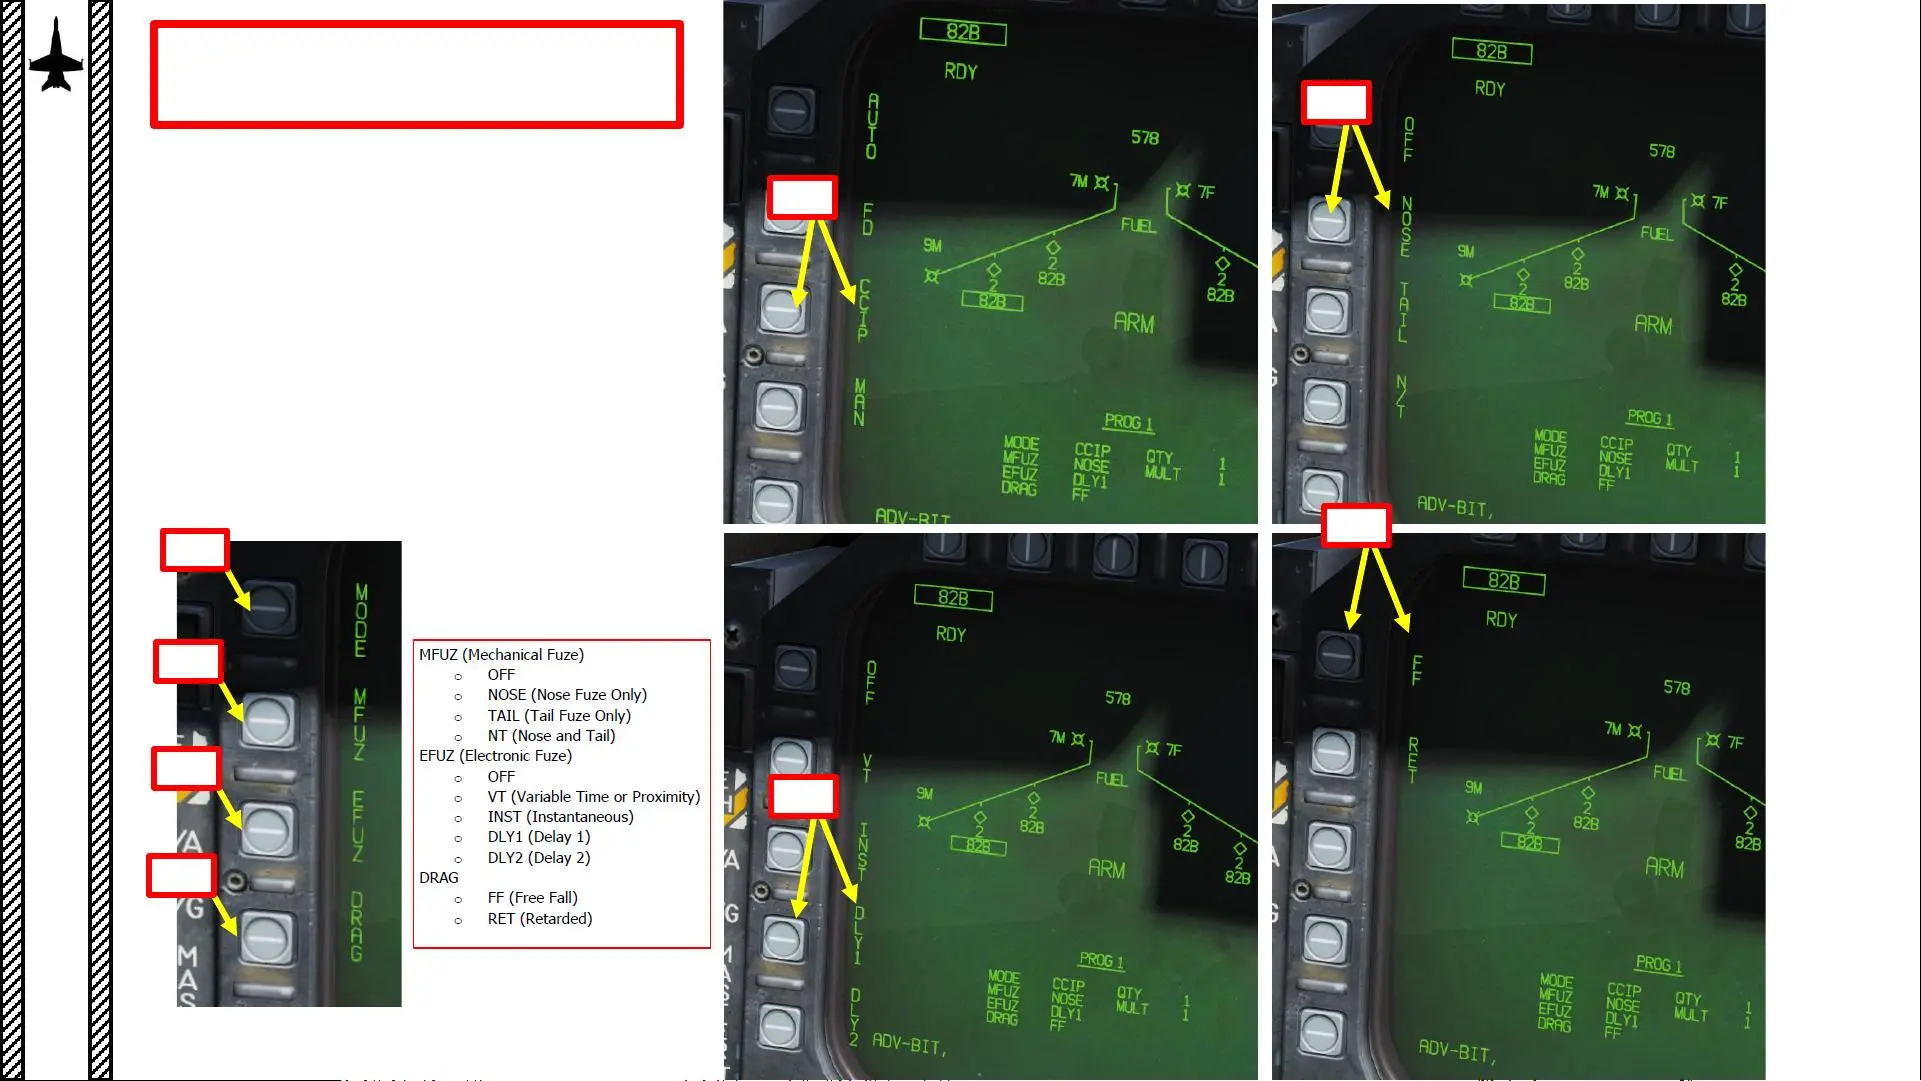 82B
RDY
AUTO
FD
CCIP
MAN
578
7M
7F
FUEL
9M
2
82B
2
82B
2
82B
ARM
PROG 1
MODE CCIP QTY 1
MFUZ NOSE MULT 1
EFUZ DLY1
DRAG FF
ADV-BIT
82B
RDY
OFF
NOSE
TAIL
N/T
578
7M
7F
FUEL
9M
2
82B
2
82B
2
82B
ARM
PROG 1
MODE CCIP QTY 1
MFUZ NOSE MULT 1
EFUZ DLY1
DRAG FF
ADV-BIT,
MODE
MFUZ
EFUZ
DRAG
MFUZ (Mechanical Fuze)
o OFF
o NOSE (Nose Fuze Only)
o TAIL (Tail Fuze Only)
o NT (Nose and Tail)
EFUZ (Electronic Fuze)
o OFF
o VT (Variable Time or Proximity)
o INST (Instantaneous)
o DLY1 (Delay 1)
o DLY2 (Delay 2)
DRAG
o FF (Free Fall)
o RET (Retarded)
82B
RDY
OFF
VT
INST
DLY1
DLY2
578
7M
7F
FUEL
9M
2
82B
2
82B
2
82B
2
82B
ARM
PROG 1
MODE CCIP QTY 1
MFUZ NOSE MULT 1
EFUZ DLY1
DRAG FF
ADV-BIT,
82B
RDY
FF
RET
578
7M
7F
FUEL
9M
2
82B
2
82B
2
82B
ARM
PROG 1
MODE CCIP QTY 1
MFUZ NOSE MULT 1
EFUZ DLY1
DRAG FF
ADV-BIT,